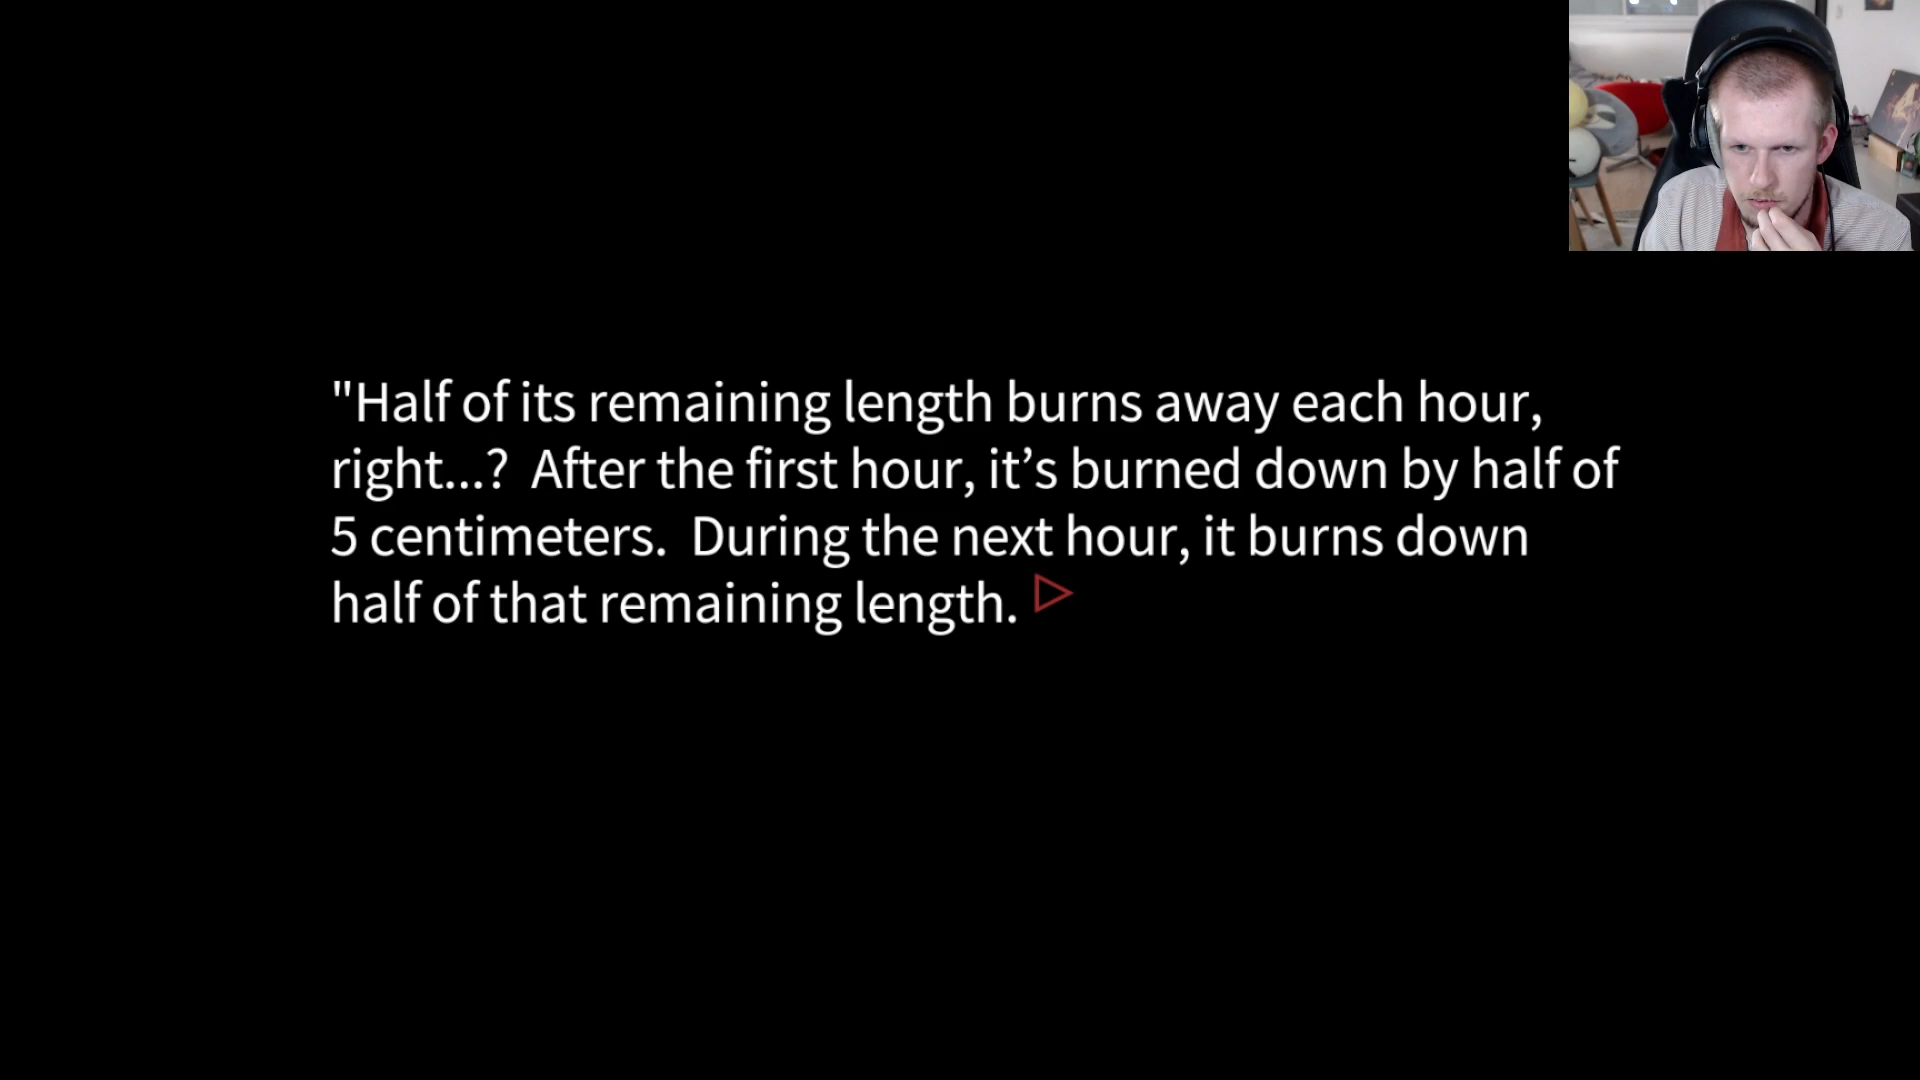 "Half of its remaining length burns away each hour,
right...?  After the first hour, it’s burned down by half of
5 centimeters.  During the next hour, it burns down
half of that remaining length.